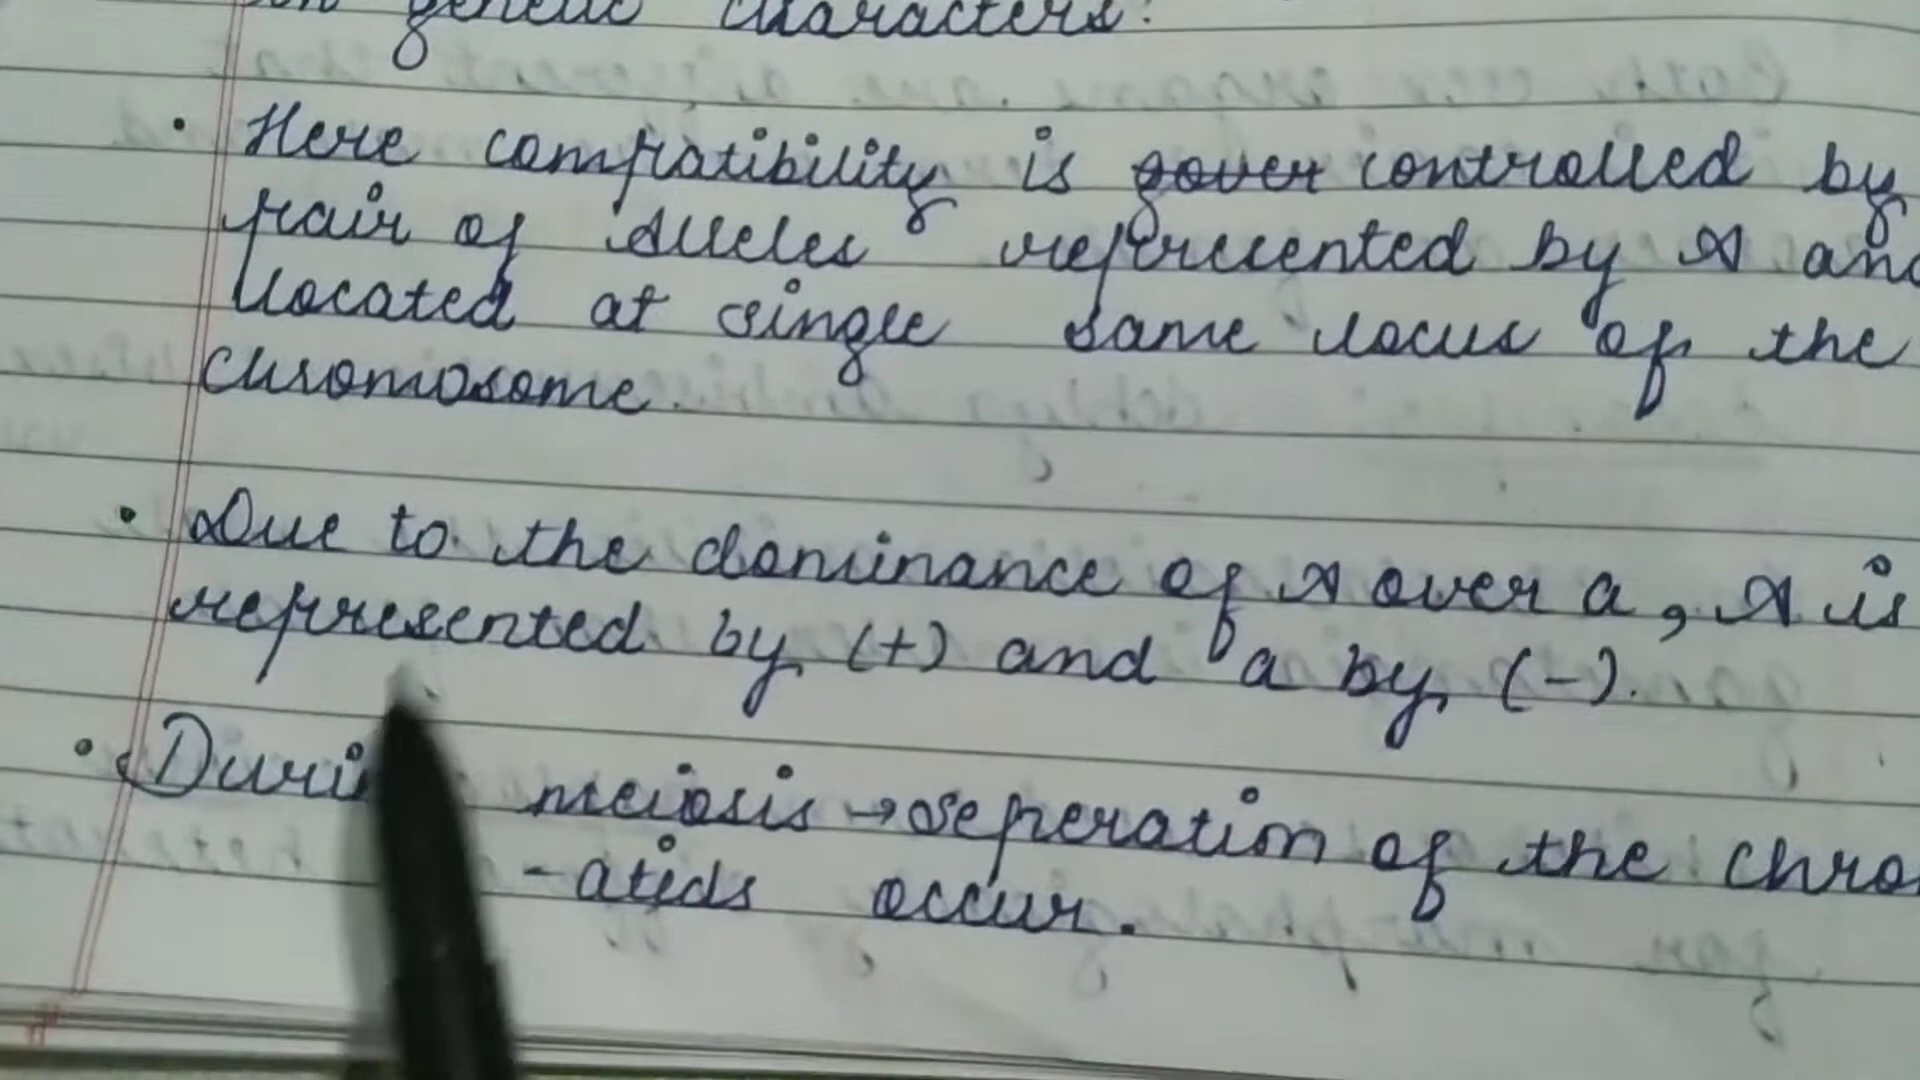 genetic characters.
• Here compatibility is gover controlled by
pair of Alleles represented by A and
located at single same locus of the
chromosome.
• Due to the dominance of A over a, A is
represented by (+) and a by (-).
• Duri meiosis → Seperation of the chro
-atids occur.